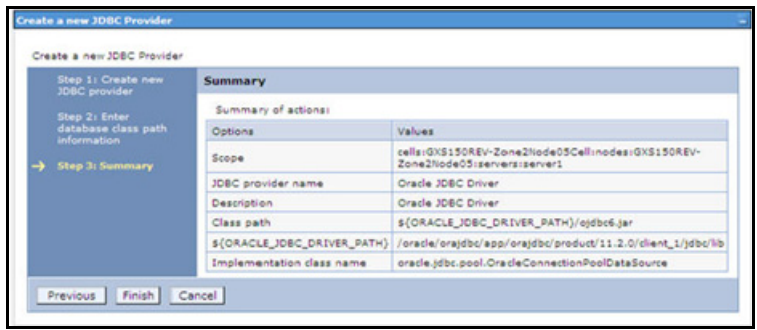 Create a new JDBC Provider
Create a new JDBC Provider
Step 1: Create new
JDBC provider
Step 2: Enter
database class path
information
Step 3: Summary
Summary
Summary of actions:
Options Values
Scope cells:GXS150REV-Zone2Node05Cell:nodes:GXS150REV-
Zone2Node05:servers:server1
JDBC provider name Oracle JDBC Driver
Description Oracle JDBC Driver
Class path ${ORACLE_JDBC_DRIVER_PATH}/ojdbc6.jar
${ORACLE_JDBC_DRIVER_PATH} /oracle/orajdbc/app/orajdbc/product/11.2.0/client_1/jdbc/lib
Implementation class name oracle.jdbc.pool.OracleConnectionPoolDataSource
Previous Finish Cancel